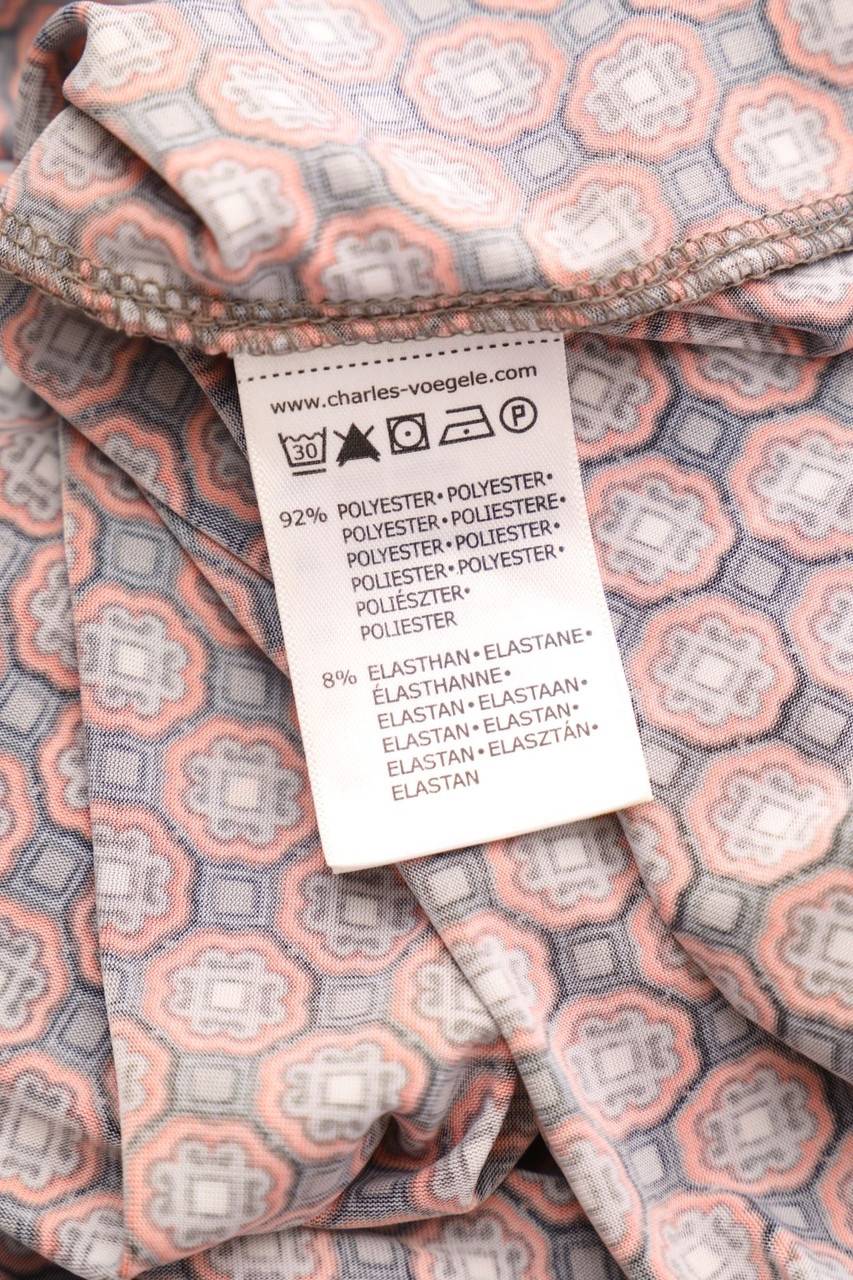 www.charles-voegele.com
30 P
92% POLYESTER• POLYESTER•
POLYESTER • POLIESTERE•
POLYESTER • POLIESTER•
POLIESTER• POLYESTER•
POLIÉSZTER•
POLIESTER
8% ELASTHAN• ELASTANE•
ÉLASTHANNE•
ELASTAN• ELASTAAN•
ELASTAN• ELASTAN•
ELASTAN• ELASZTÁN•
ELASTAN